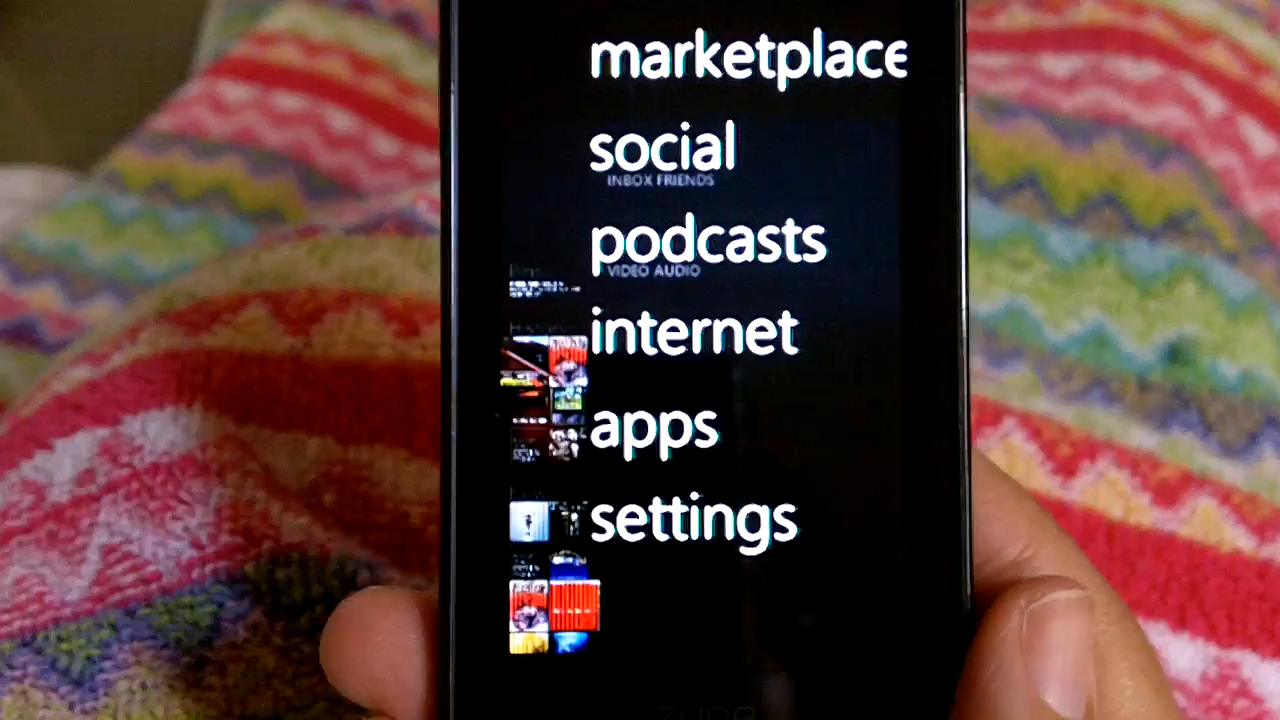 marketplace
social
INBOX FRIENDS
podcasts
VIDEO AUDIO
internet
apps
settings